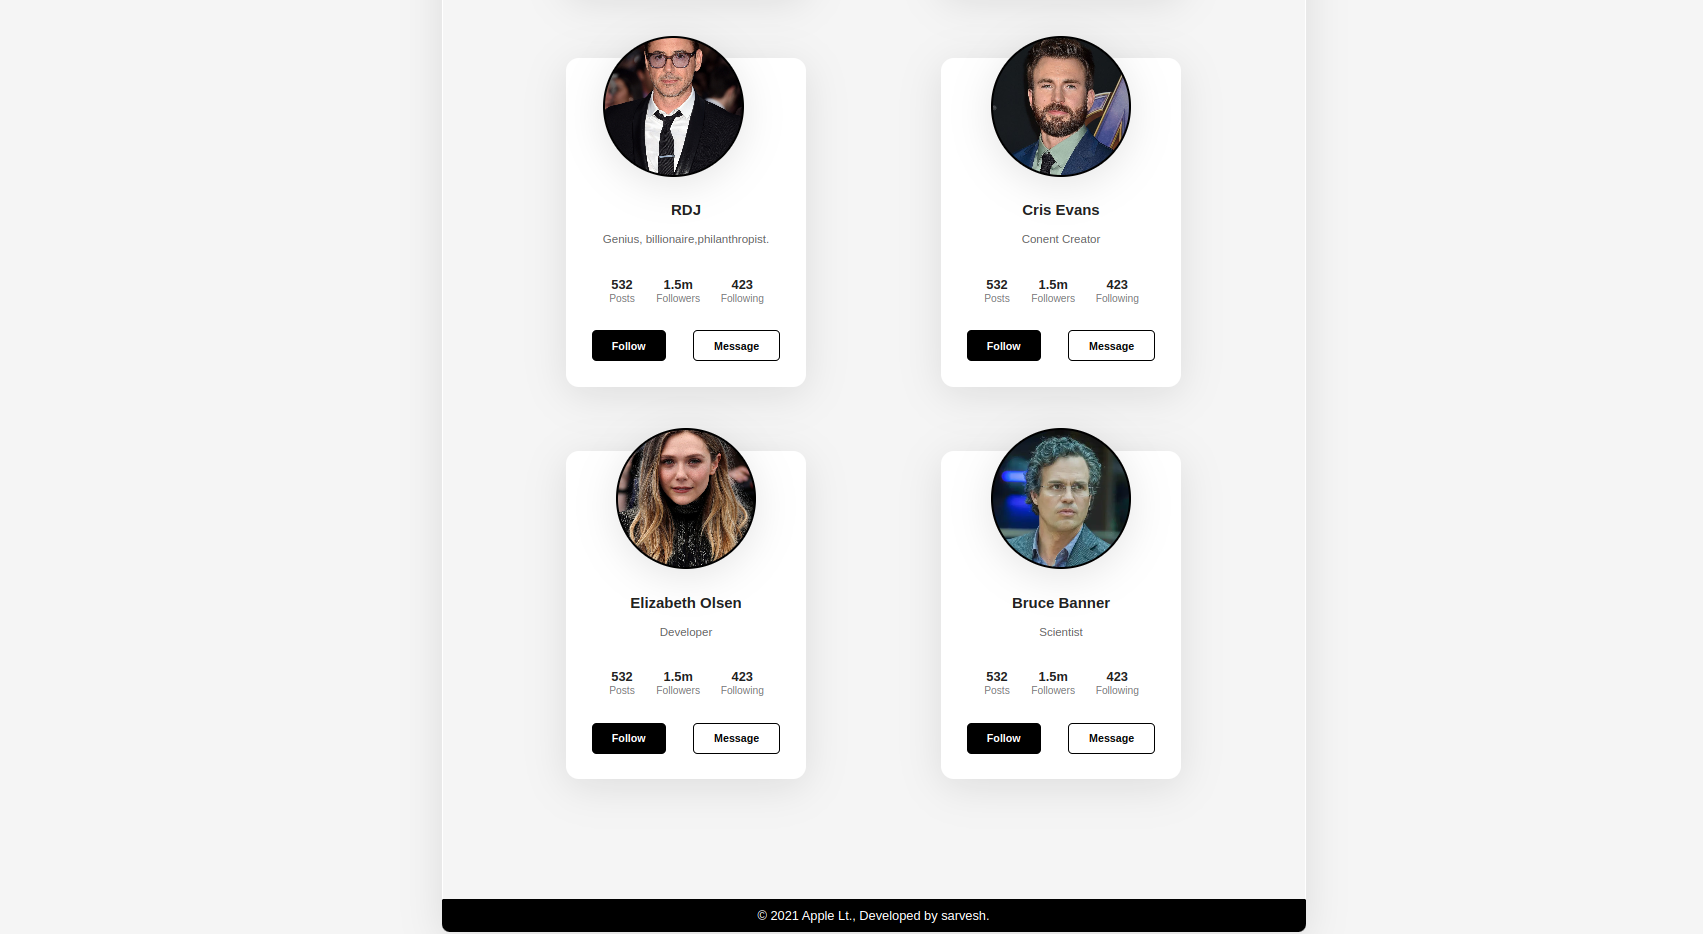 RDJ
Genius, billionaire,philanthropist.
532 1.5m 423
Posts Followers Following
Follow Message
Cris Evans
Conent Creator
532 1.5m 423
Posts Followers Following
Follow Message
Elizabeth Olsen
Developer
532 1.5m 423
Posts Followers Following
Follow Message
Bruce Banner
Scientist
532 1.5m 423
Posts Followers Following
Follow Message
© 2021 Apple Lt., Developed by sarvesh.